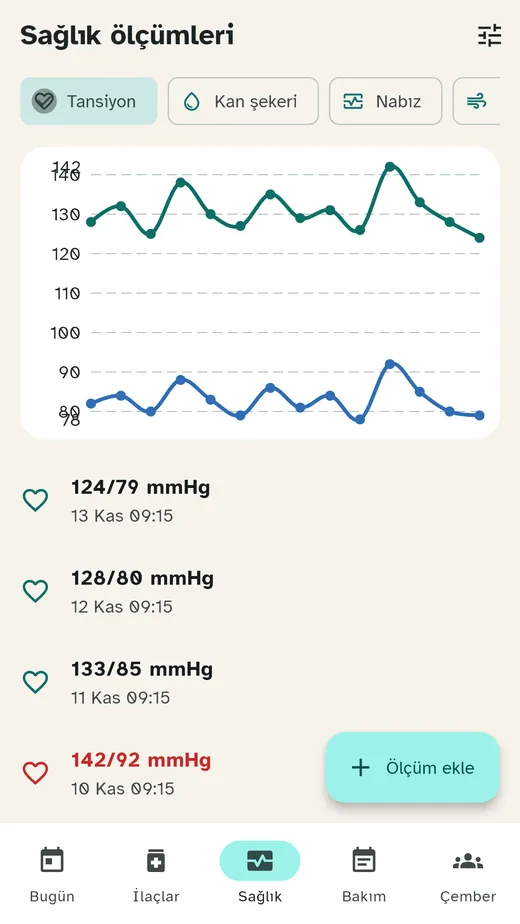 Sağlık ölçümleri
Tansiyon
Kan şekeri
Nabız
142
140
130
120
110
100
90
80
78
124/79 mmHg
13 Kas 09:15
128/80 mmHg
12 Kas 09:15
133/85 mmHg
11 Kas 09:15
142/92 mmHg
10 Kas 09:15
Ölçüm ekle
Bugün
İlaçlar
Sağlık
Bakım
Çember